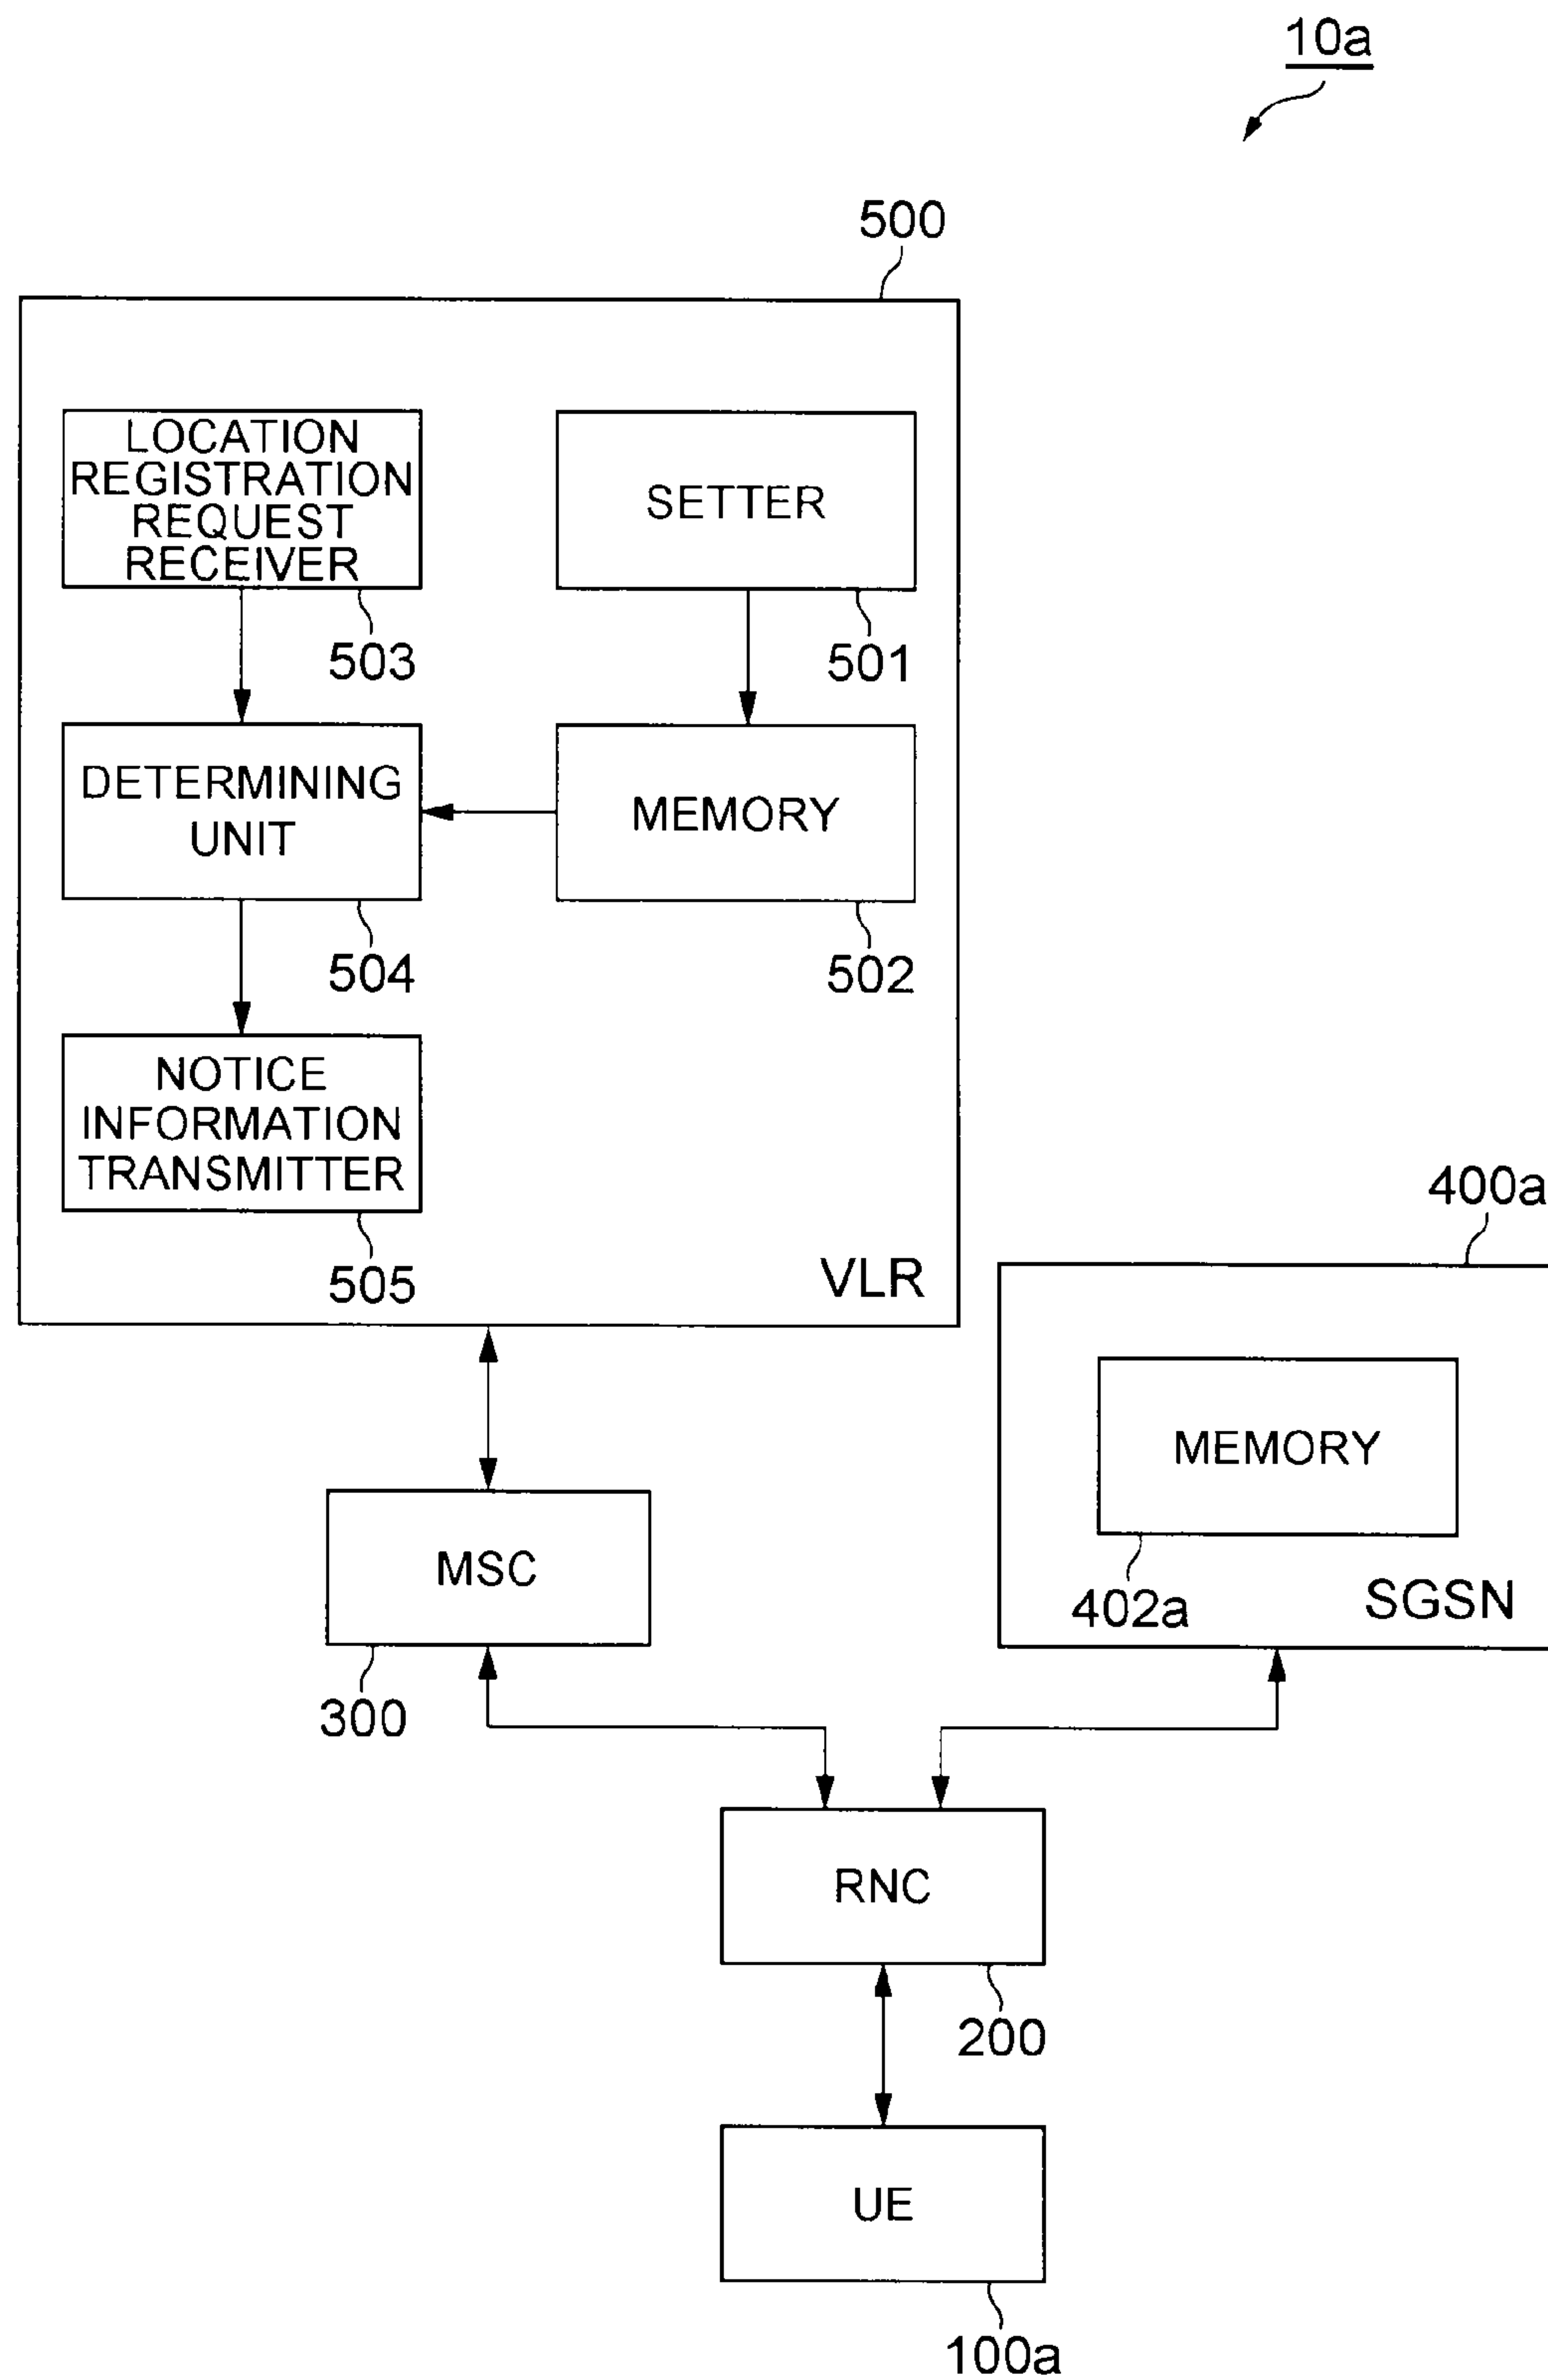 10a
500
LOCATION
REGISTRATION
REQUEST
RECEIVER
SETTER
503
501
DETERMINING
UNIT
MEMORY
504
502
NOTICE
INFORMATION
TRANSMITTER
505
VLR
400a
MEMORY
402a
SGSN
MSC
300
RNC
200
UE
100a